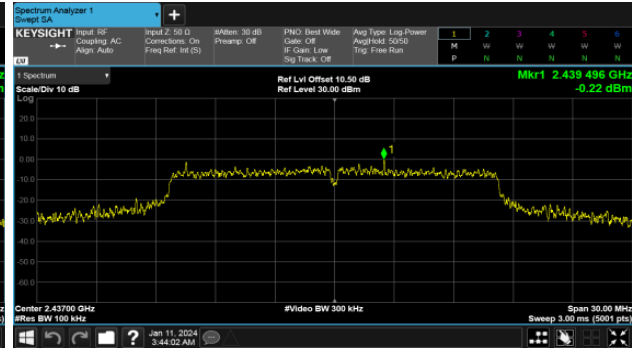 Spectrum Analyzer 1
Swept SA
+
KEYSIGHT Input: RF Input Z: 50 Ω #Atten: 30 dB PNO: Best Wide Avg Type: Log-Power 1 2 3 4 5 6
Coupling: AC Corrections: On Preamp: Off Gate: Off Avg|Hold: 50/50 M W W W W W
Align: Auto Freq Ref: Int (S) IF Gain: Low Trig: Free Run
Sig Track: Off P N N N N N
LXI
1 Spectrum Ref Lvl Offset 10.50 dB Mkr1 2.439 496 GHz
Scale/Div 10 dB Ref Level 30.00 dBm -0.22 dBm
Log
20.0
10.0
0.00
1
-10.0
-20.0
-30.0
-40.0
-50.0
-60.0
Center 2.43700 GHz #Video BW 300 kHz Span 30.00 MHz
#Res BW 100 kHz Sweep 3.00 ms (5001 pts)
? Jan 11, 2024
3:44:02 AM